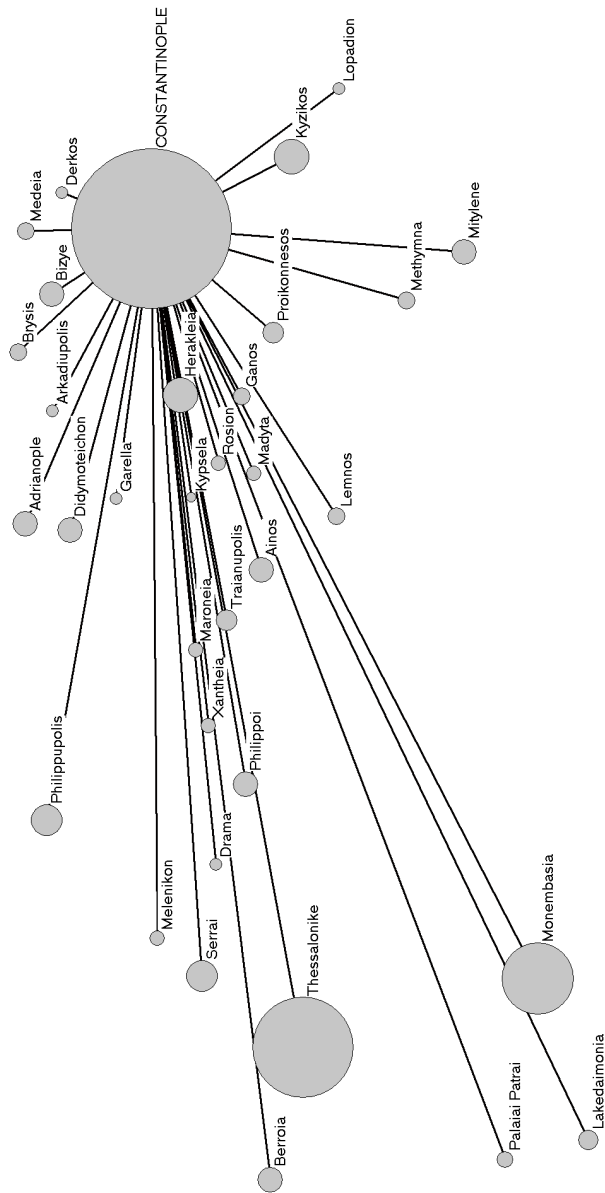 CONSTANTINOPLE
Lopadion
Kyzikos
Derkos
Medeia
Bizye
Mitylene
Methymna
Proikonnesos
Brysis
Arkadiupolis
Herakleia
Ganos
Adrianople
Didymoteichon
Garella
Kypsela
Rosion
Madyta
Lemnos
Ainos
Traianupolis
Maroneia
Xantheia
Philippupolis
Philippoi
Drama
Melenikon
Serrai
Thessalonike
Monembasia
Berroia
Palaiai Patrai
Lakedaimonia